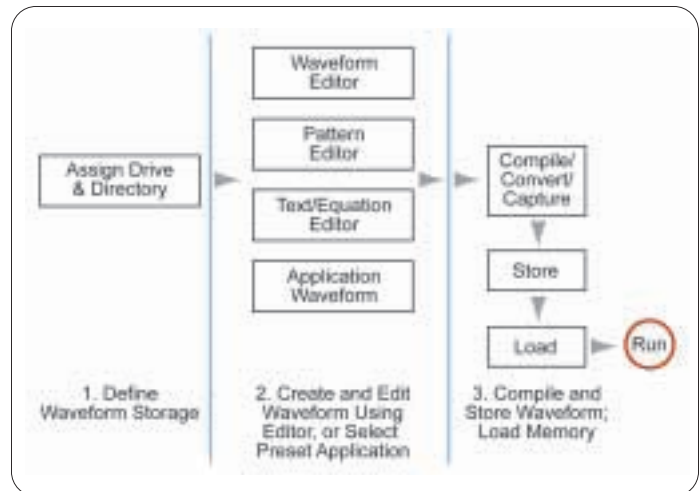 Waveform
Editor
Pattern
Editor
Assign Drive
& Directory
Text/Equation
Editor
Application
Waveform
Compile/
Convert/
Capture
Store
Load
Run
1. Define
Waveform Storage
2. Create and Edit
Waveform Using
Editor, or Select
Preset Application
3. Compile and
Store Waveform;
Load Memory